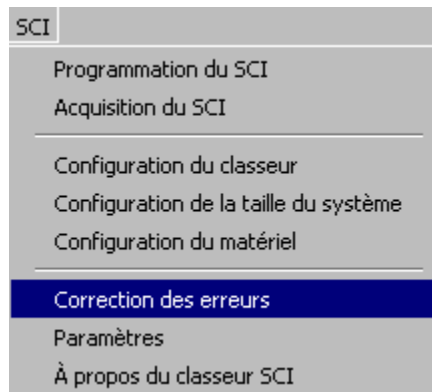 SCI
Programmation du SCI
Acquisition du SCI
Configuration du classeur
Configuration de la taille du système
Configuration du matériel
Correction des erreurs
Paramètres
À propos du classeur SCI